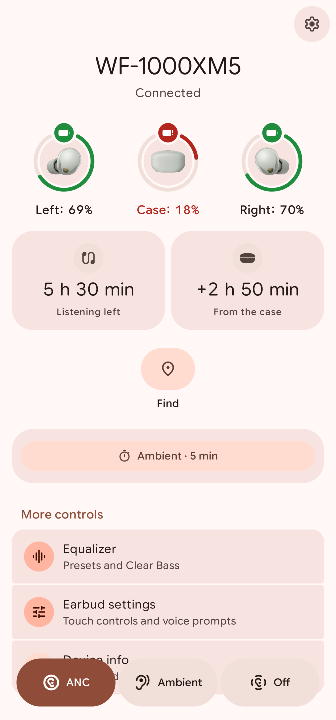 WF-1000XM5
Connected
Left: 69%
Case: 18%
Right: 70%
5 h 30 min
Listening left
+2 h 50 min
From the case
Find
Ambient · 5 min
More controls
Equalizer
Presets and Clear Bass
Earbud settings
Touch controls and voice prompts
Device info
ANC
Ambient
Off